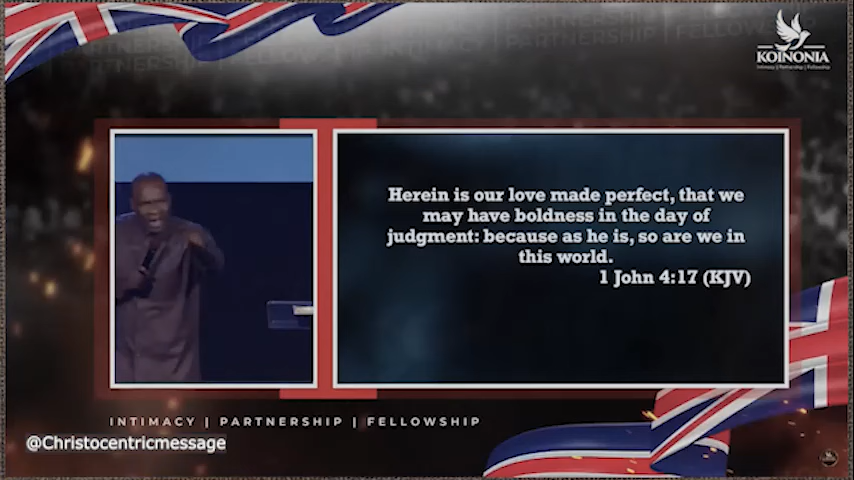 KOINONIA
Intimacy | Partnership | Fellowship
Herein is our love made perfect, that we
may have boldness in the day of
judgment: because as he is, so are we in
this world.
1 John 4:17 (KJV)
INTIMACY | PARTNERSHIP | FELLOWSHIP
@Christocentricmessage